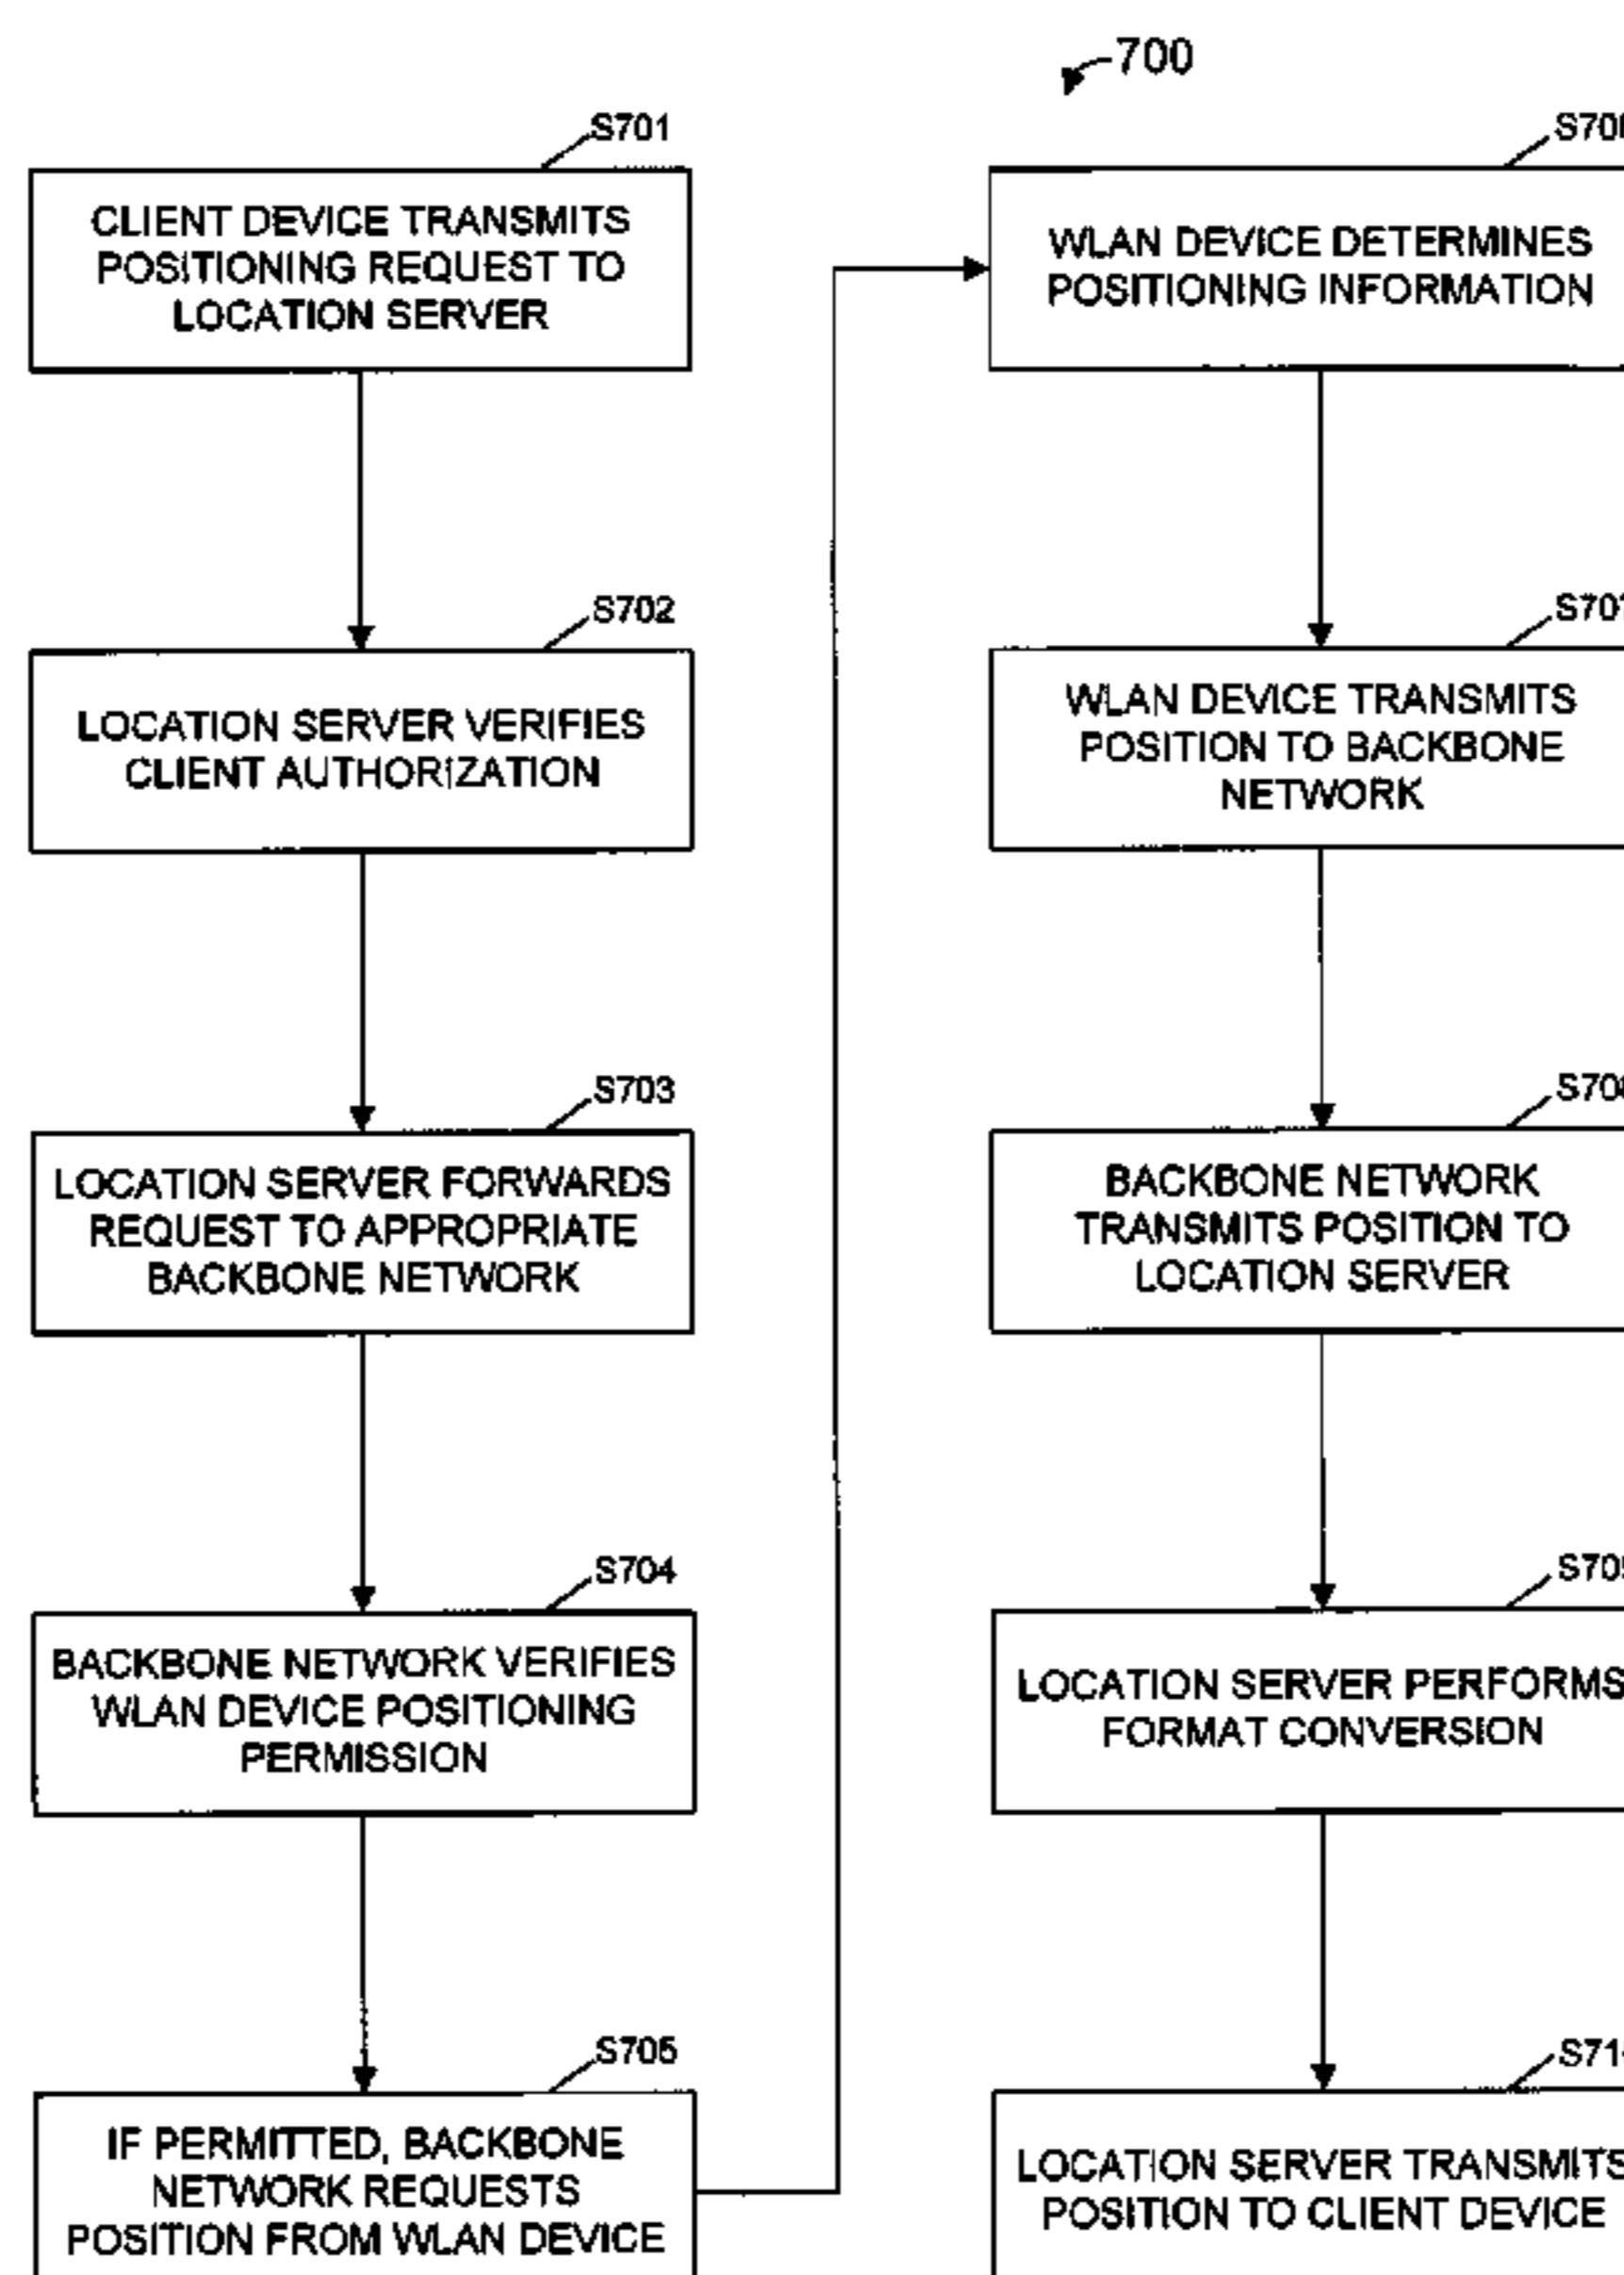 700
S701
CLIENT DEVICE TRANSMITS
POSITIONING REQUEST TO
LOCATION SERVER
S702
LOCATION SERVER VERIFIES
CLIENT AUTHORIZATION
S703
LOCATION SERVER FORWARDS
REQUEST TO APPROPRIATE
BACKBONE NETWORK
S704
BACKBONE NETWORK VERIFIES
WLAN DEVICE POSITIONING
PERMISSION
S705
IF PERMITTED, BACKBONE
NETWORK REQUESTS
POSITION FROM WLAN DEVICE
WLAN DEVICE DETERMINES
POSITIONING INFORMATION
WLAN DEVICE TRANSMITS
POSITION TO BACKBONE
NETWORK
BACKBONE NETWORK
TRANSMITS POSITION TO
LOCATION SERVER
LOCATION SERVER PERFORMS
FORMAT CONVERSION
LOCATION SERVER TRANSMITS
POSITION TO CLIENT DEVICE